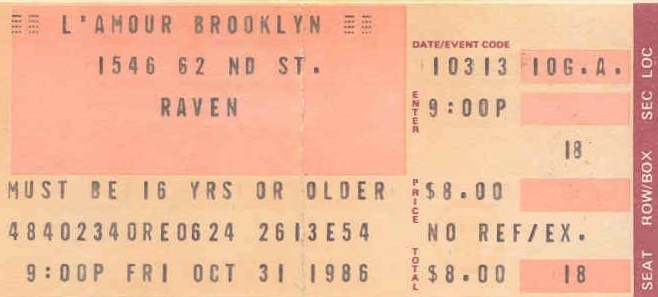 L'AMOUR BROOKLYN
1546 62 ND ST.
RAVEN
MUST BE 16 YRS OR OLDER
48402340RE0624 2613E54
9:00P FRI OCT 31 1986
DATE/EVENT CODE
10313 10G.A.
ENTER
9:00P
18
PRICE
$8.00
NO REF/EX.
TOTAL
$8.00 18
SEAT ROW/BOX SEC LOC